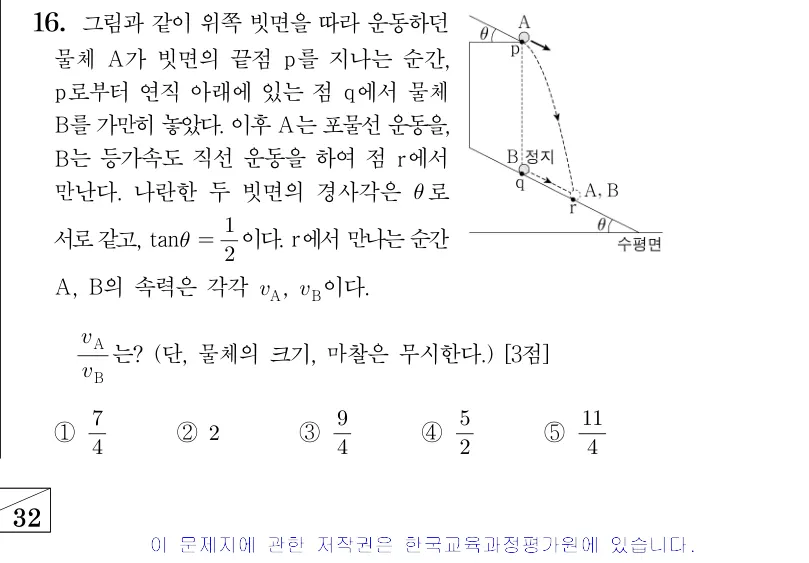 16. 그림과 같이 위쪽 빗면을 따라 운동하던
물체 A가 빗면의 끝점 p를 지나는 순간,
p로부터 연직 아래에 있는 점 q에서 물체
B를 가만히 놓았다. 이후 A는 포물선 운동을,
B는 등가속도 직선 운동을 하여 점 r에서
만난다. 나란한 두 빗면의 경사각은 θ로
서로 같고, tanθ = 1/2 이다. r에서 만나는 순간
A, B의 속력은 각각 v_A, v_B이다.
θ
A
p
B 정지
q
A, B
r
θ
수평면
v_A/v_B 는? (단, 물체의 크기, 마찰은 무시한다.) [3점]
① 7/4 ② 2 ③ 9/4 ④ 5/2 ⑤ 11/4
32
이 문제지에 관한 저작권은 한국교육과정평가원에 있습니다.